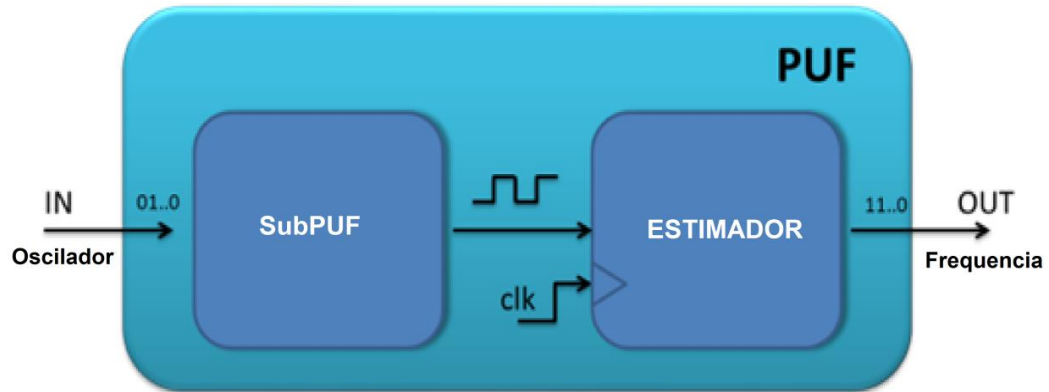 PUF
IN
01..0
Oscilador
SubPUF
ESTIMADOR
clk
11..0
OUT
Frequencia